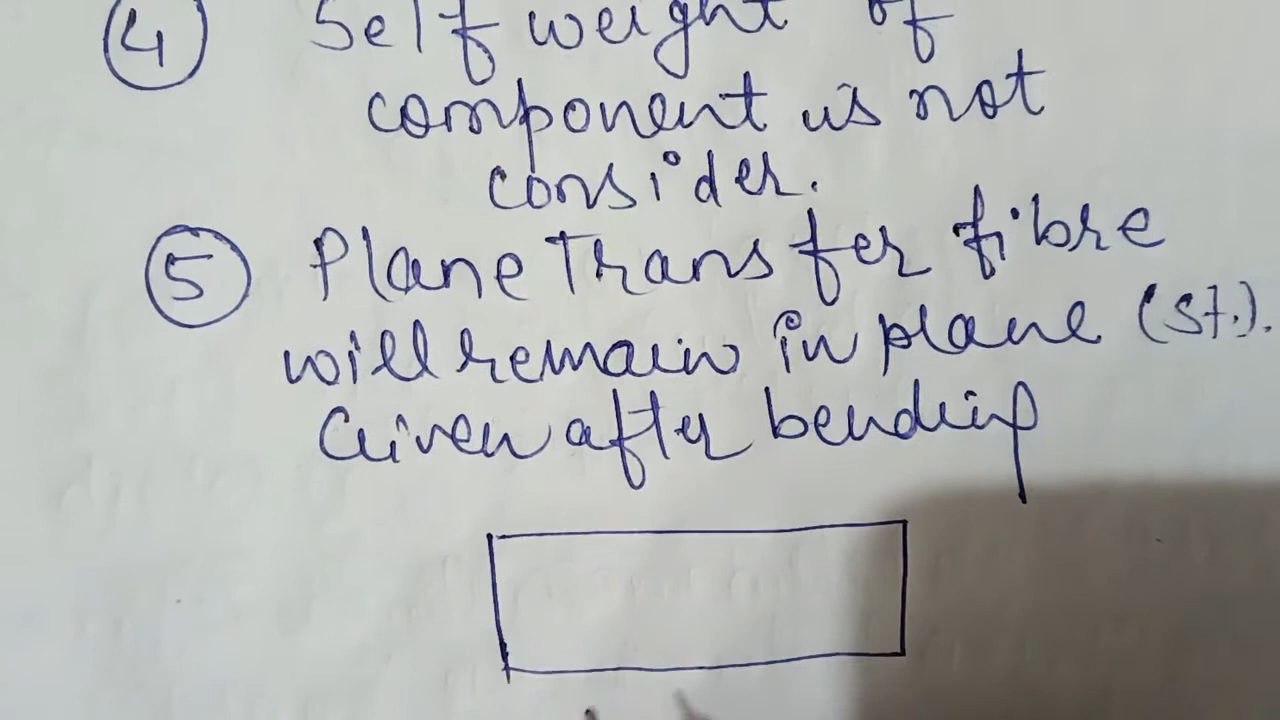 4 Self weight of
component is not
consider.
5 Plane Transfer fibre
will remain in plane (St.).
Given after bending